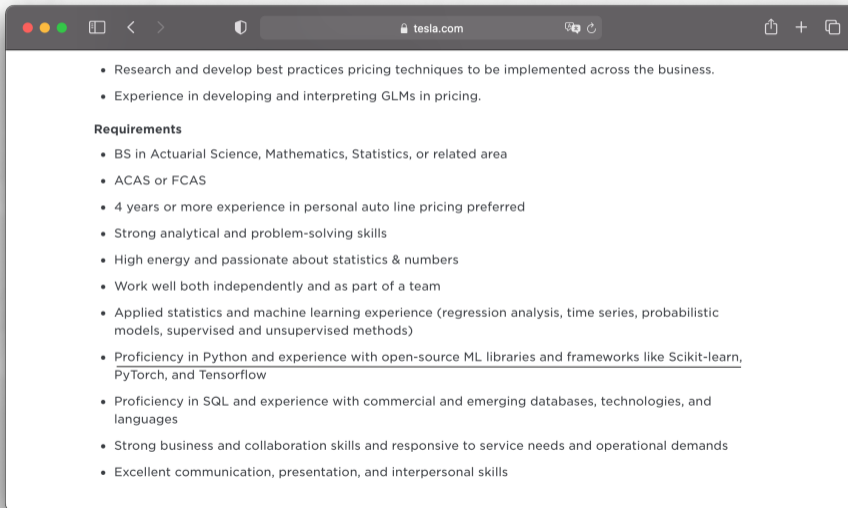 tesla.com
• Research and develop best practices pricing techniques to be implemented across the business.
• Experience in developing and interpreting GLMs in pricing.
Requirements
• BS in Actuarial Science, Mathematics, Statistics, or related area
• ACAS or FCAS
• 4 years or more experience in personal auto line pricing preferred
• Strong analytical and problem-solving skills
• High energy and passionate about statistics & numbers
• Work well both independently and as part of a team
• Applied statistics and machine learning experience (regression analysis, time series, probabilistic
models, supervised and unsupervised methods)
• Proficiency in Python and experience with open-source ML libraries and frameworks like Scikit-learn,
PyTorch, and Tensorflow
• Proficiency in SQL and experience with commercial and emerging databases, technologies, and
languages
• Strong business and collaboration skills and responsive to service needs and operational demands
• Excellent communication, presentation, and interpersonal skills